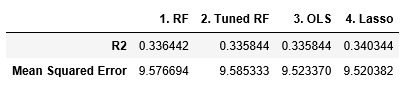 1. RF 2. Tuned RF 3. OLS 4. Lasso
R2 0.336442 0.335844 0.335844 0.340344
Mean Squared Error 9.576694 9.585333 9.523370 9.520382